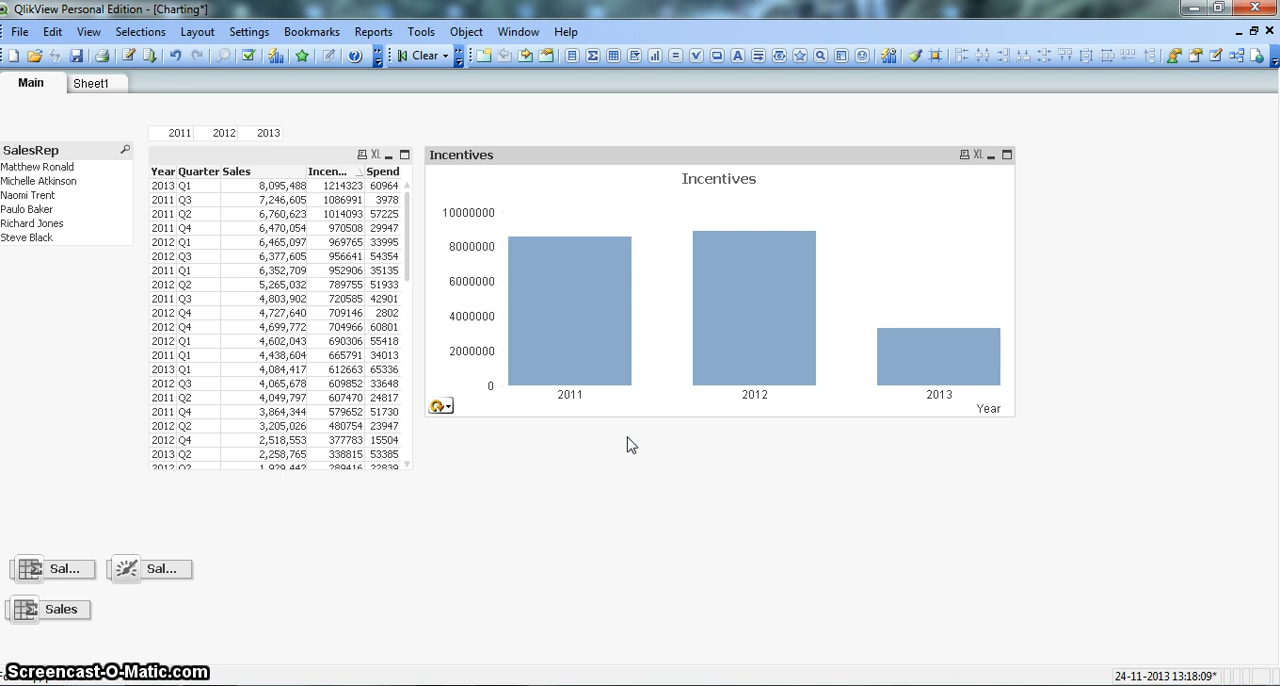 QlikView Personal Edition - [Charting*]
File Edit View Selections Layout Settings Bookmarks Reports Tools Object Window Help
Clear
Main Sheet1
2011 2012 2013
SalesRep
Matthew Ronald
Michelle Atkinson
Naomi Trent
Paulo Baker
Richard Jones
Steve Black
XL
Year Quarter Sales Incen... Spend
2013 Q1 8,095,488 1214323 60964
2011 Q3 7,246,605 1086991 3978
2011 Q2 6,760,623 1014093 57225
2011 Q4 6,470,054 970508 29947
2012 Q1 6,465,097 969765 33995
2012 Q3 6,377,605 956641 54354
2011 Q1 6,352,709 952906 35135
2012 Q2 5,265,032 789755 51933
2011 Q3 4,803,902 720585 42901
2012 Q4 4,727,640 709146 2802
2012 Q4 4,699,772 704966 60801
2012 Q1 4,602,043 690306 55418
2011 Q1 4,438,604 665791 34013
2013 Q1 4,084,417 612663 65336
2012 Q3 4,065,678 609852 33648
2011 Q2 4,049,797 607470 24817
2011 Q4 3,864,344 579652 51730
2012 Q2 3,205,026 480754 23947
2012 Q4 2,518,553 377783 15504
2013 Q2 2,258,765 338815 53385
2012 Q2 1,929,442 289416 22839
Incentives XL
Incentives
10000000
8000000
6000000
4000000
2000000
0
2011 2012 2013
Year
Sal... Sal...
Sales
Screencast-O-Matic.com
24-11-2013 13:18:09*